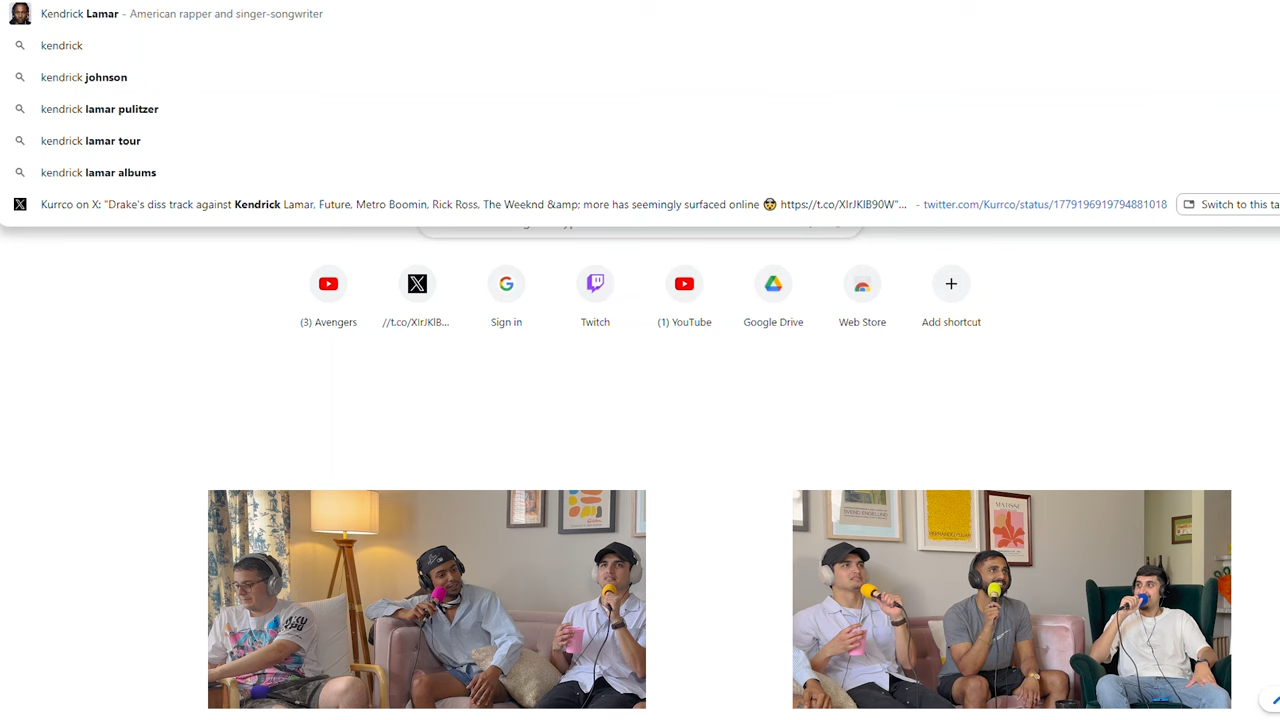 Kendrick Lamar - American rapper and singer-songwriter
kendrick
kendrick johnson
kendrick lamar pulitzer
kendrick lamar tour
kendrick lamar albums
Kurrco on X: "Drake's diss track against Kendrick Lamar, Future, Metro Boomin, Rick Ross, The Weeknd &amp; more has seemingly surfaced online 🤯 https://t.co/XIrJKIB90W"... - twitter.com/Kurrco/status/1779196919794881018 Switch to this ta
(3) Avengers
//t.co/XIrJKlB...
Sign in
Twitch
(1) YouTube
Google Drive
Web Store
Add shortcut
MATISSE